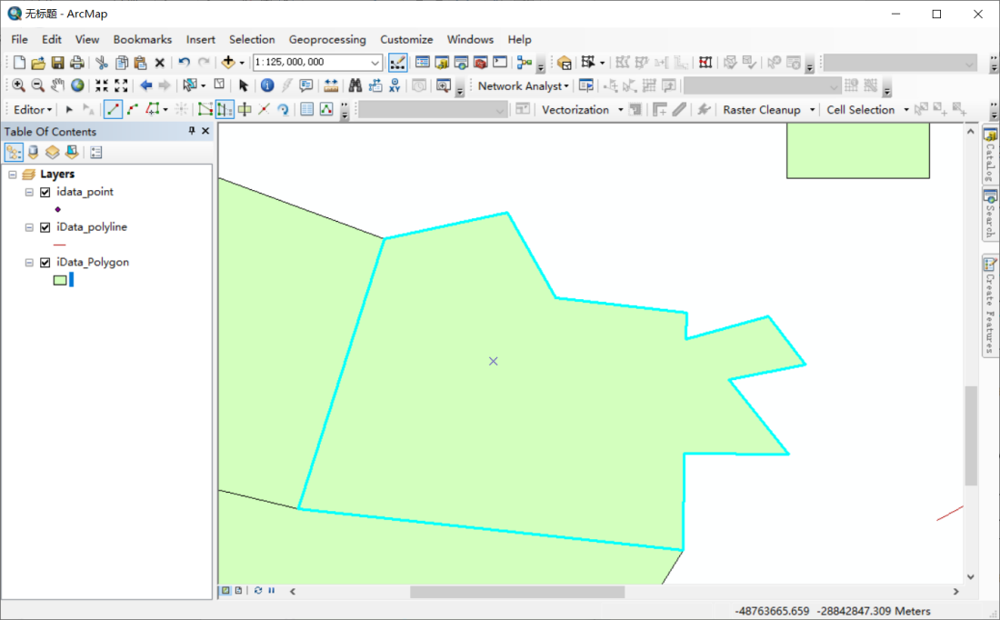 无标题 - ArcMap
File Edit View Bookmarks Insert Selection Geoprocessing Customize Windows Help
1:125,000,000
Network Analyst
Editor Vectorization Raster Cleanup Cell Selection
Table Of Contents
Layers
idata_point
iData_polyline
iData_Polygon
Catalog
Search
Create Features
-48763665.659 -28842847.309 Meters